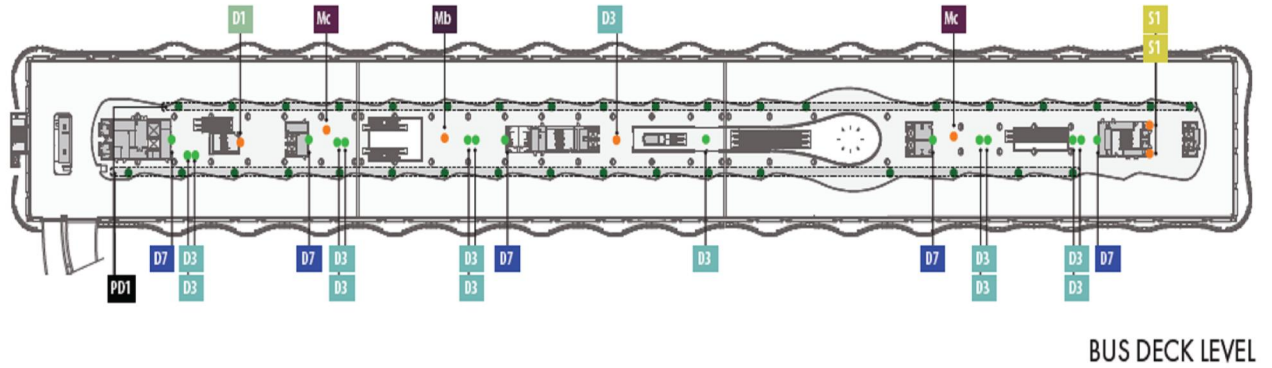 D1 Mc Mb D3 Mc S1
S1
D7 D3 D7 D3 D3 D7 D3 D7 D3 D3 D7
PD1 D3 D3 D3 D3 D3
BUS DECK LEVEL